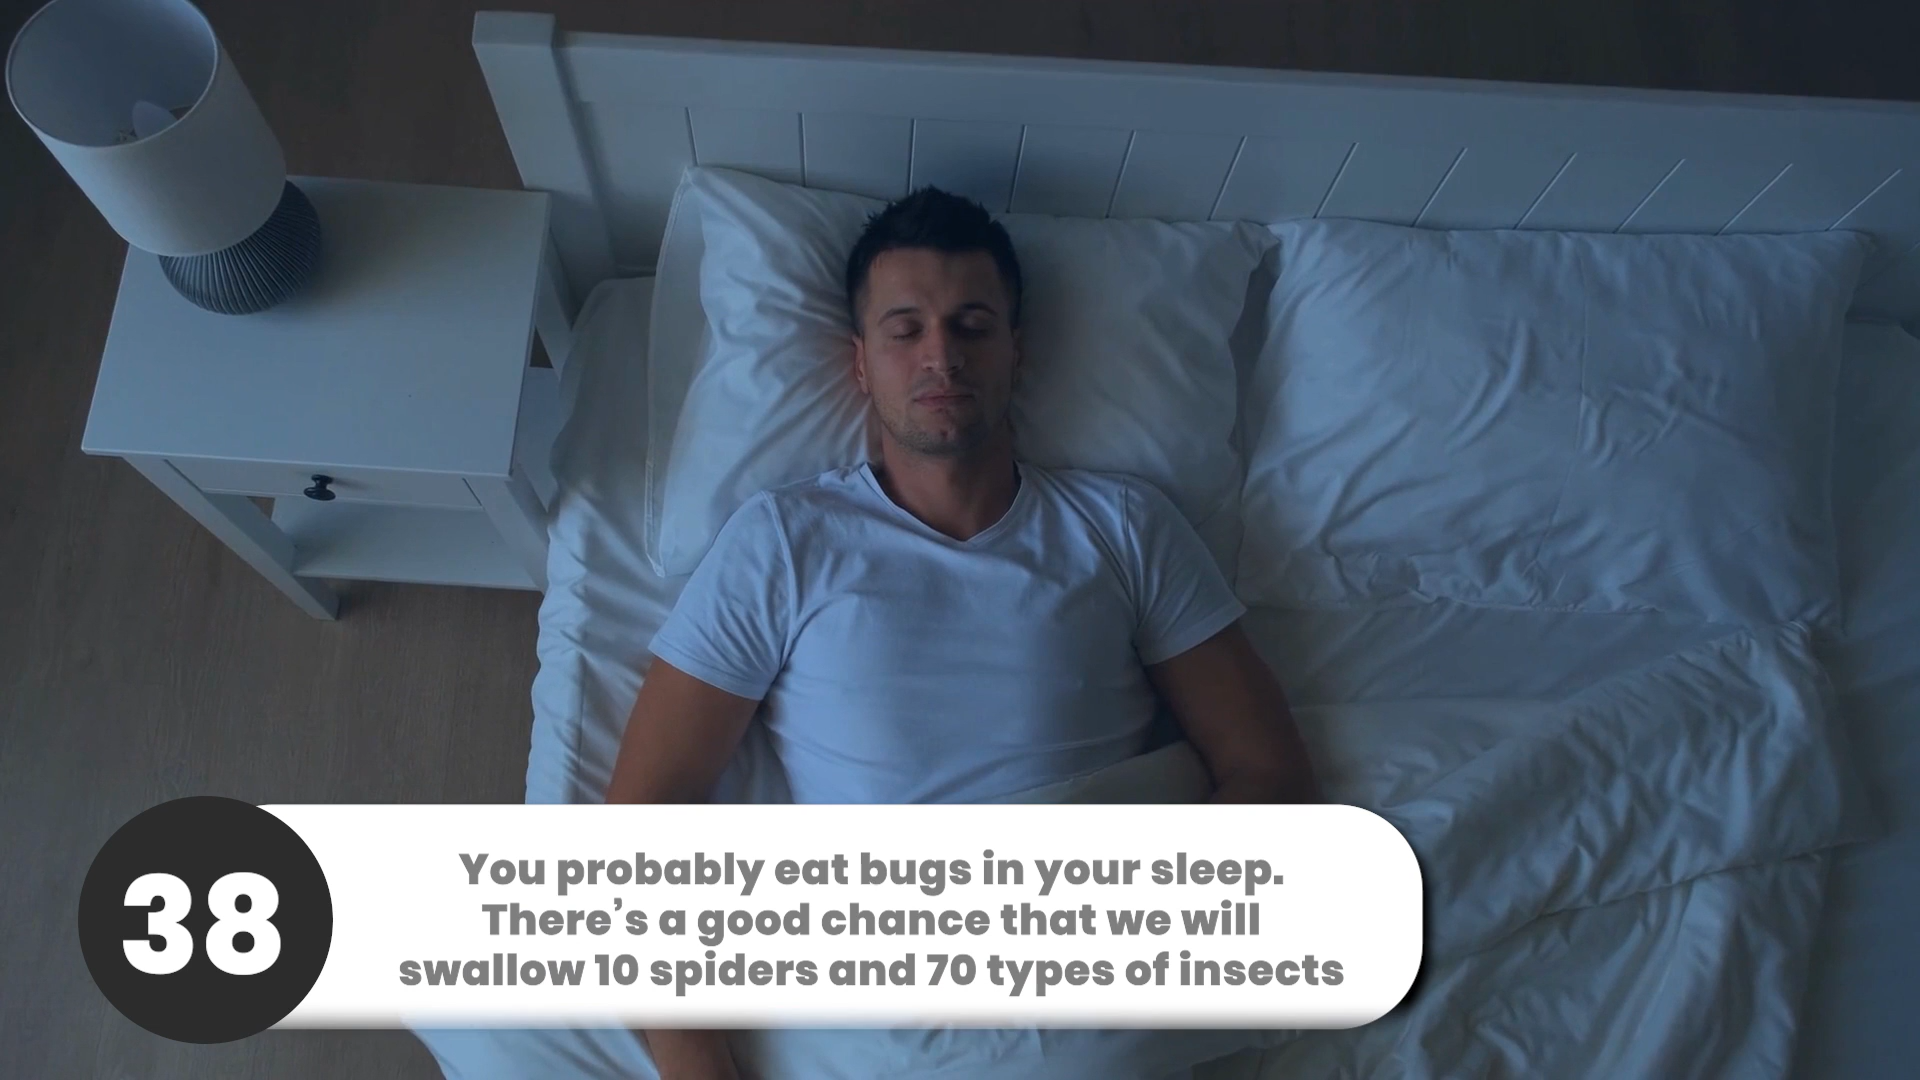 38
You probably eat bugs in your sleep.
There’s a good chance that we will
swallow 10 spiders and 70 types of insects